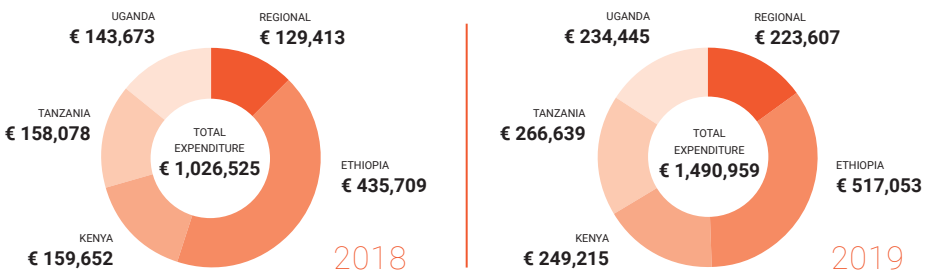 UGANDA
€ 143,673
REGIONAL
€ 129,413
TANZANIA
€ 158,078
TOTAL
EXPENDITURE
€ 1,026,525
ETHIOPIA
€ 435,709
KENYA
€ 159,652
2018
UGANDA
€ 234,445
REGIONAL
€ 223,607
TANZANIA
€ 266,639
TOTAL
EXPENDITURE
€ 1,490,959
ETHIOPIA
€ 517,053
KENYA
€ 249,215
2019